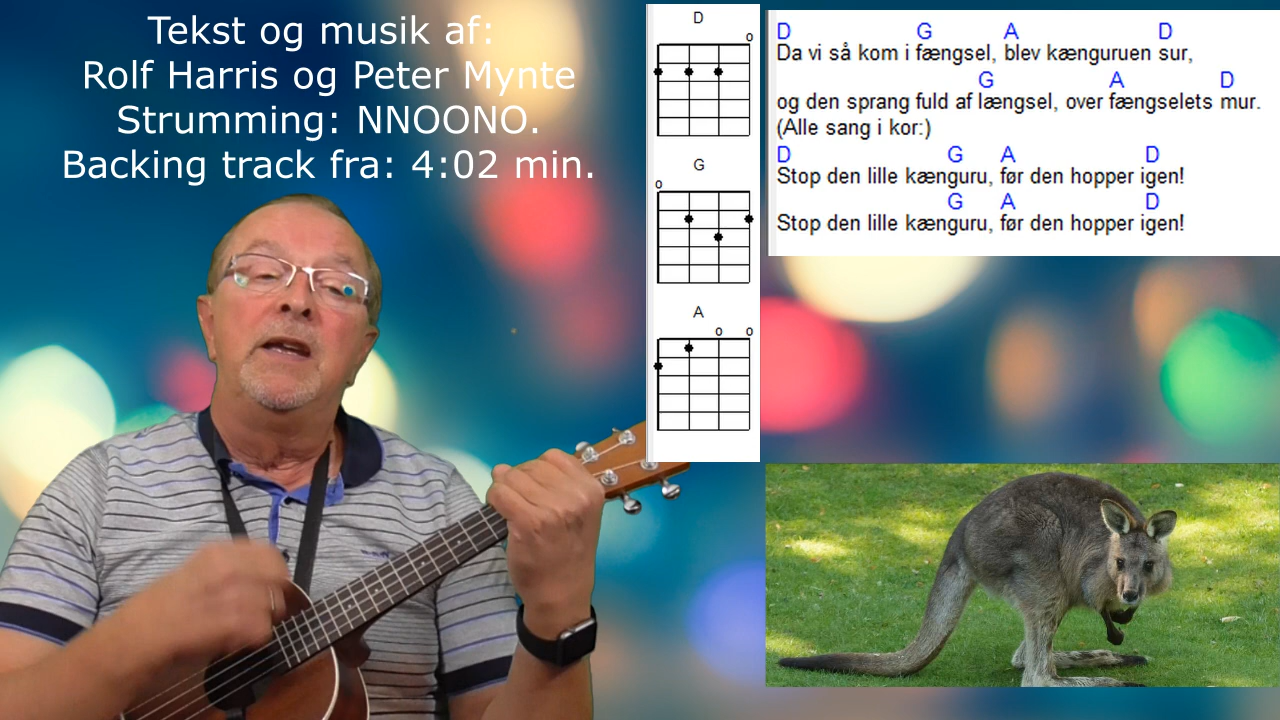 Tekst og musik af:
Rolf Harris og Peter Mynte
Strumming: NNOONO.
Backing track fra: 4:02 min.
D
o
G
o
A
o o
D G A D
Da vi så kom i fængsel, blev kænguruen sur,
G A D
og den sprang fuld af længsel, over fængselets mur.
(Alle sang i kor:)
D G A D
Stop den lille kænguru, før den hopper igen!
G A D
Stop den lille kænguru, før den hopper igen!